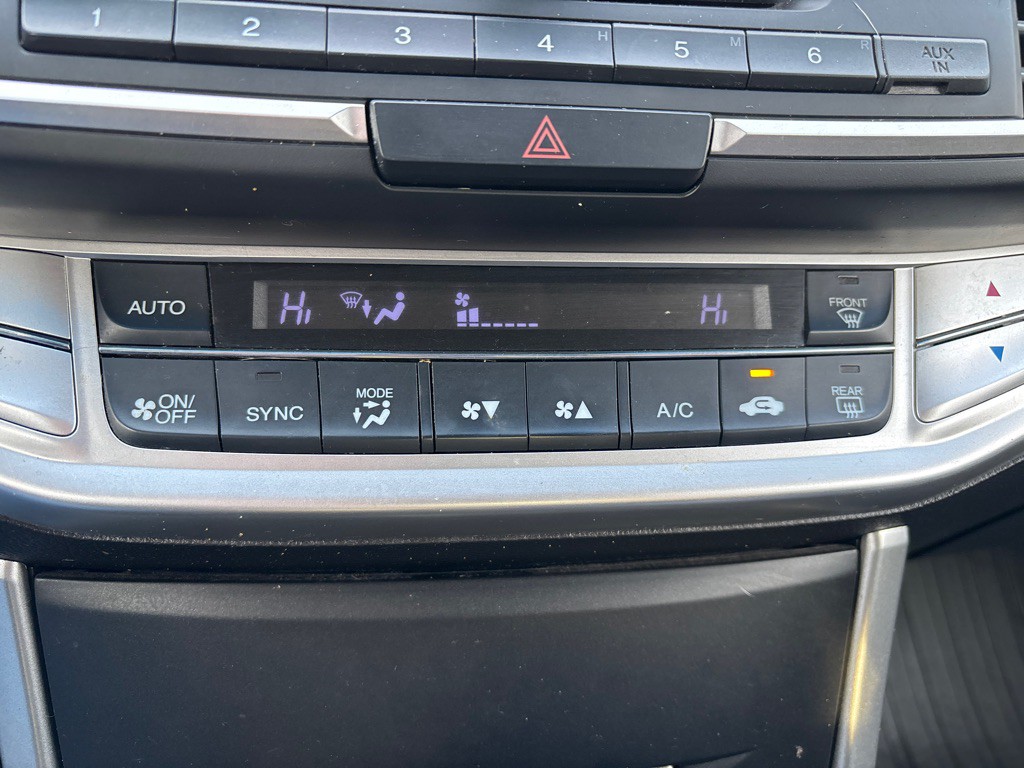 1 2 3 4 H 5 M 6 R AUX
IN
AUTO Hi Hi FRONT
ON/
OFF SYNC MODE A/C REAR